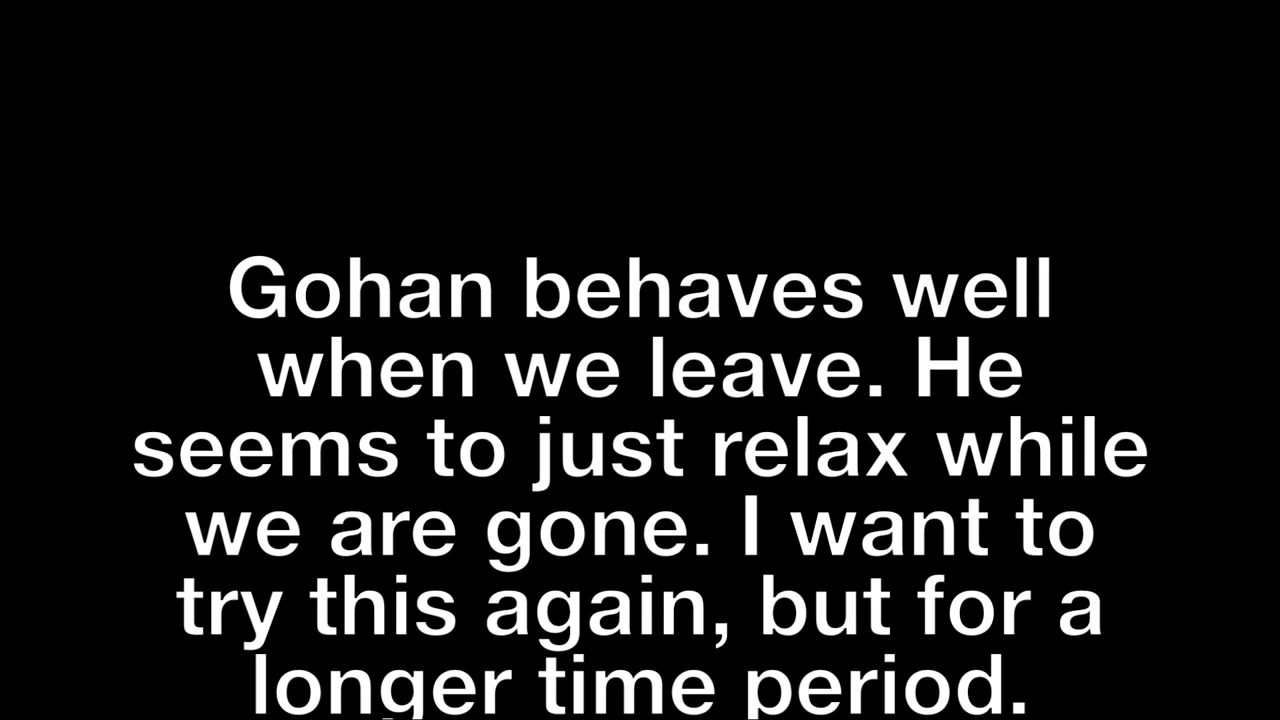 Gohan behaves well
when we leave. He
seems to just relax while
we are gone. I want to
try this again, but for a
longer time period.